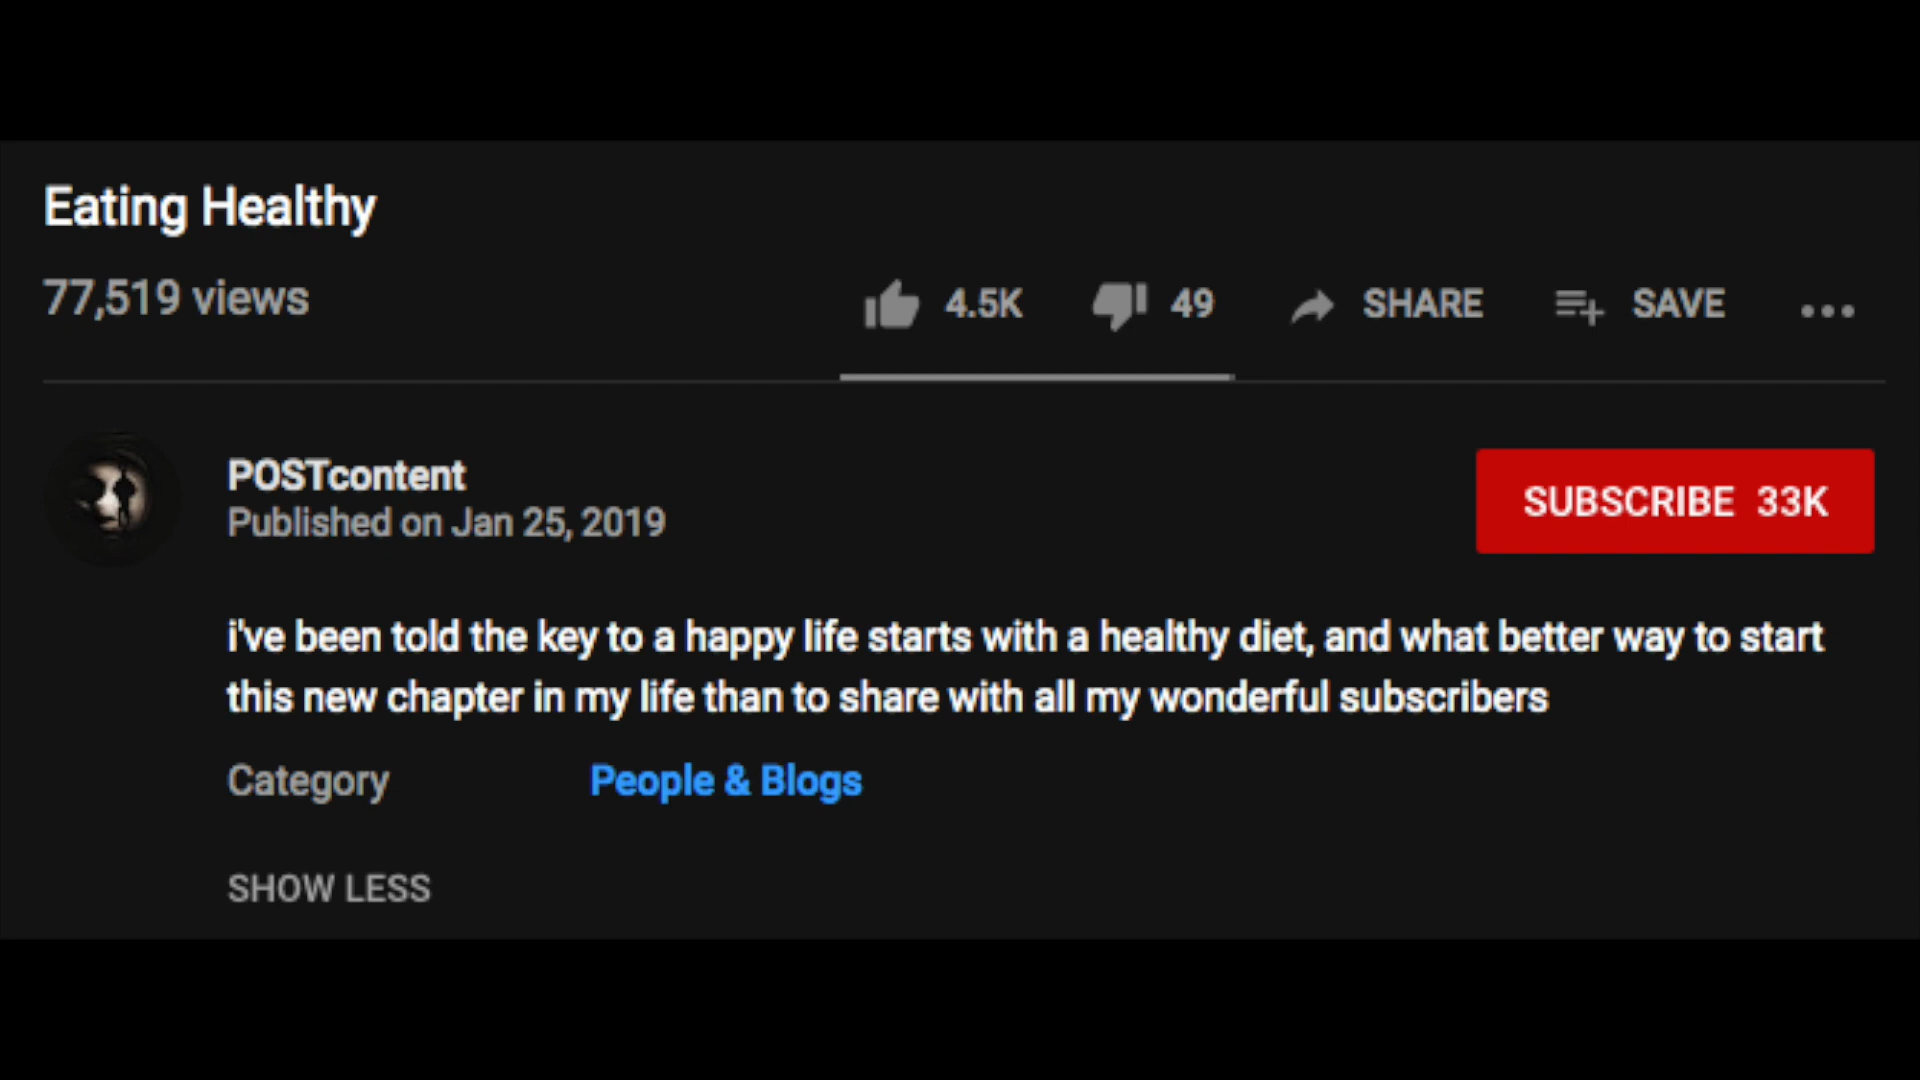 Eating Healthy
77,519 views
4.5K 49 SHARE SAVE
POSTcontent
Published on Jan 25, 2019
SUBSCRIBE 33K
i've been told the key to a happy life starts with a healthy diet, and what better way to start
this new chapter in my life than to share with all my wonderful subscribers
Category People & Blogs
SHOW LESS